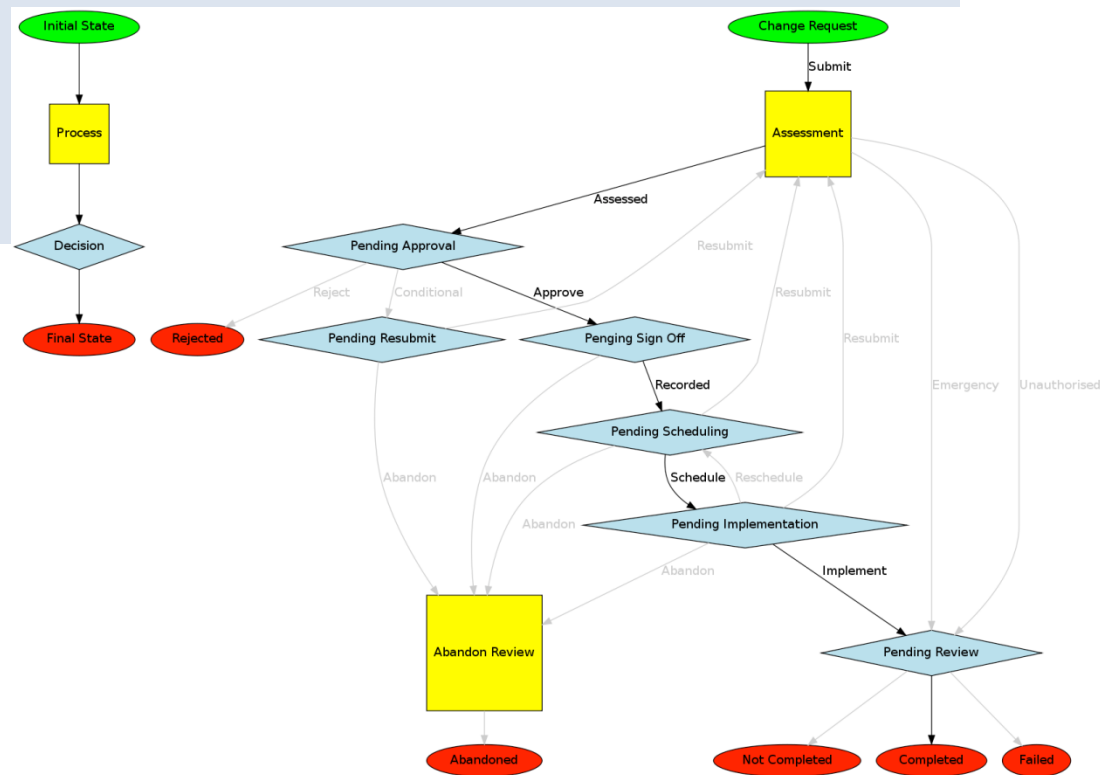 Initial State
Change Request
Submit
Process
Assessment
Assessed
Decision
Pending Approval
Resubmit
Resubmit
Reject
Conditional
Approve
Final State
Rejected
Pending Resubmit
Penging Sign Off
Resubmit
Recorded
Emergency
Unauthorised
Pending Scheduling
Abandon
Abandon
Schedule
Reschedule
Abandon
Pending Implementation
Abandon
Implement
Abandon Review
Pending Review
Abandoned
Not Completed
Completed
Failed